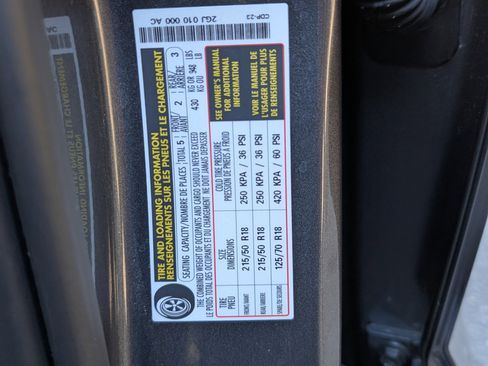 2GJ 010 000 AC
CDP-23
TIRE AND LOADING INFORMATION
RENSEIGNEMENTS SUR LES PNEUS ET LE CHARGEMENT
SEATING CAPACITY/NOMBRE DE PLACES TOTAL 5 FRONT/AVANT 2 REAR/ARRIÈRE 3
THE COMBINED WEIGHT OF OCCUPANTS AND CARGO SHOULD NEVER EXCEED 430 KG OR 948 LBS
LE POIDS TOTAL DES OCCUPANTS ET DU CHARGEMENT NE DOIT JAMAIS DÉPASSER KG OU LB
TIRE SIZE COLD TIRE PRESSURE
PNEU DIMENSIONS PRESSION DE PNEUS À FROID
FRONT/AVANT 215/50 R18 250 KPA / 36 PSI
REAR/ARRIÈRE 215/50 R18 250 KPA / 36 PSI
SPARE/DE SECOURS 125/70 R18 420 KPA / 60 PSI
SEE OWNER'S MANUAL
FOR ADDITIONAL
INFORMATION
VOIR LE MANUEL DE
L'USAGER POUR PLUS
DE RENSEIGNEMENTS